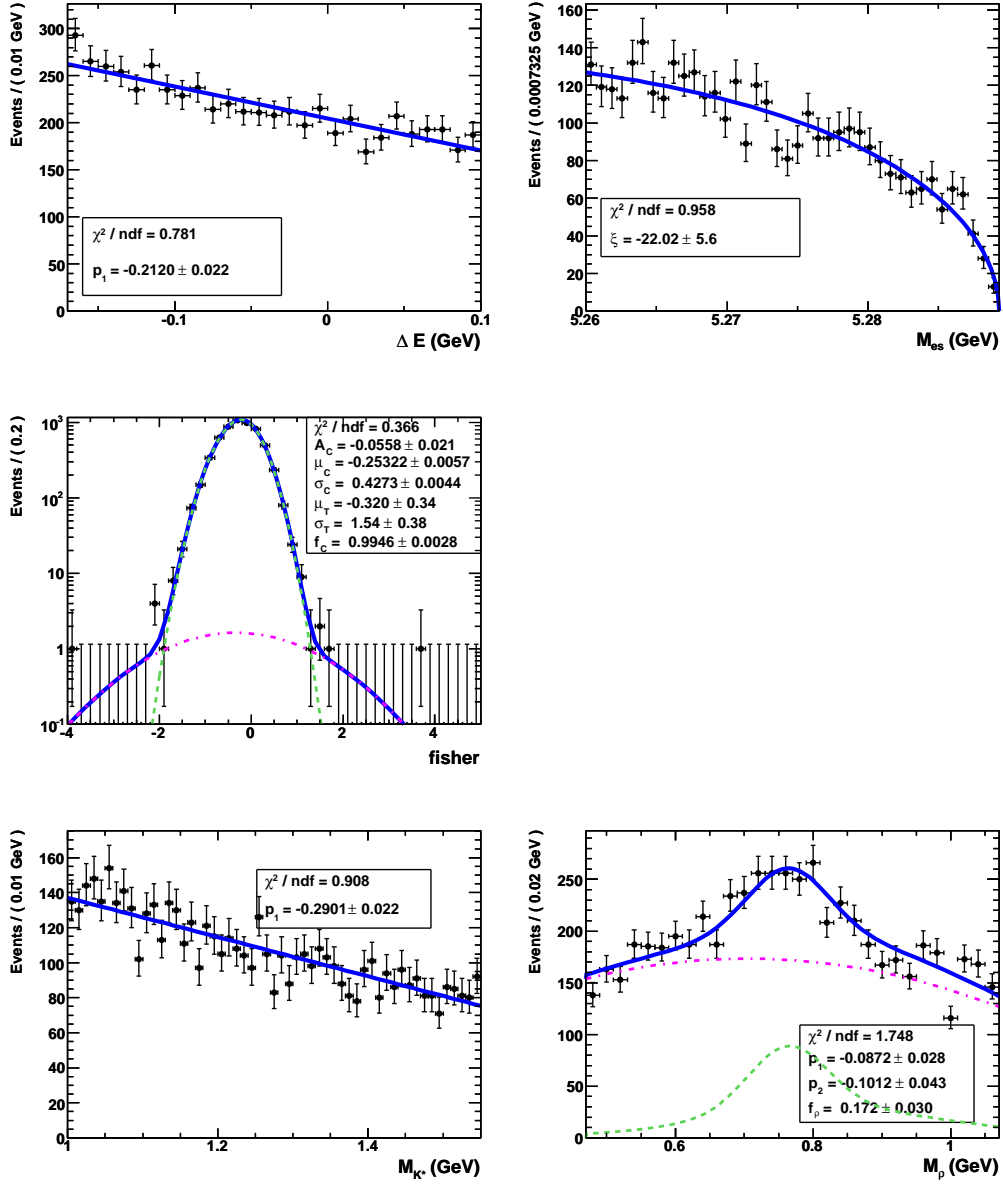 Events / ( 0.01 GeV )
300
250
200
150
100
50
0
χ² / ndf = 0.781
p₁ = -0.2120 ± 0.022
-0.1 0 0.1
Δ E (GeV)
Events / ( 0.0007325 GeV )
160
140
120
100
80
60
40
20
0
χ² / ndf = 0.958
ξ = -22.02 ± 5.6
5.26 5.27 5.28
M_es (GeV)
Events / ( 0.2 )
10³
10²
10
1
10⁻¹
χ² / ndf = 0.366
A_C = -0.0558 ± 0.021
μ_C = -0.25322 ± 0.0057
σ_C = 0.4273 ± 0.0044
μ_T = -0.320 ± 0.34
σ_T = 1.54 ± 0.38
f_C = 0.9946 ± 0.0028
-4 -2 0 2 4
fisher
Events / ( 0.01 GeV )
160
140
120
100
80
60
40
20
0
χ² / ndf = 0.908
p₁ = -0.2901 ± 0.022
1 1.2 1.4
M_K* (GeV)
Events / ( 0.02 GeV )
250
200
150
100
50
0
χ² / ndf = 1.748
p₁ = -0.0872 ± 0.028
p₂ = -0.1012 ± 0.043
f_ρ = 0.172 ± 0.030
0.6 0.8 1
M_ρ (GeV)